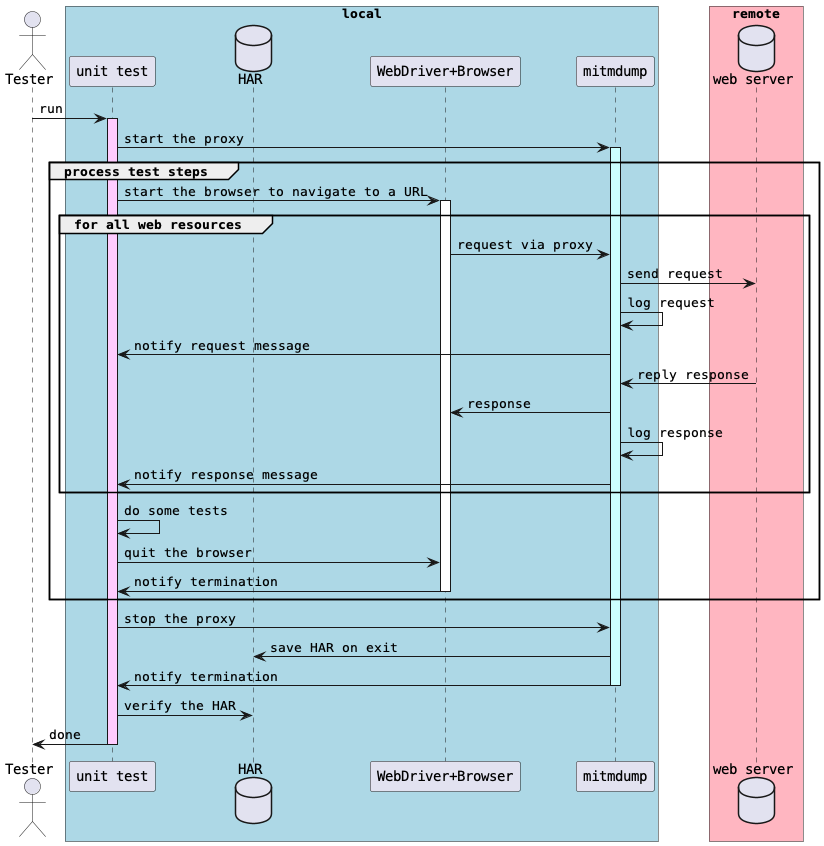 local
remote
Tester
unit test
HAR
WebDriver+Browser
mitmdump
web server
run
start the proxy
process test steps
start the browser to navigate to a URL
for all web resources
request via proxy
send request
log request
notify request message
reply response
response
log response
notify response message
do some tests
quit the browser
notify termination
stop the proxy
save HAR on exit
notify termination
verify the HAR
done
Tester
unit test
HAR
WebDriver+Browser
mitmdump
web server